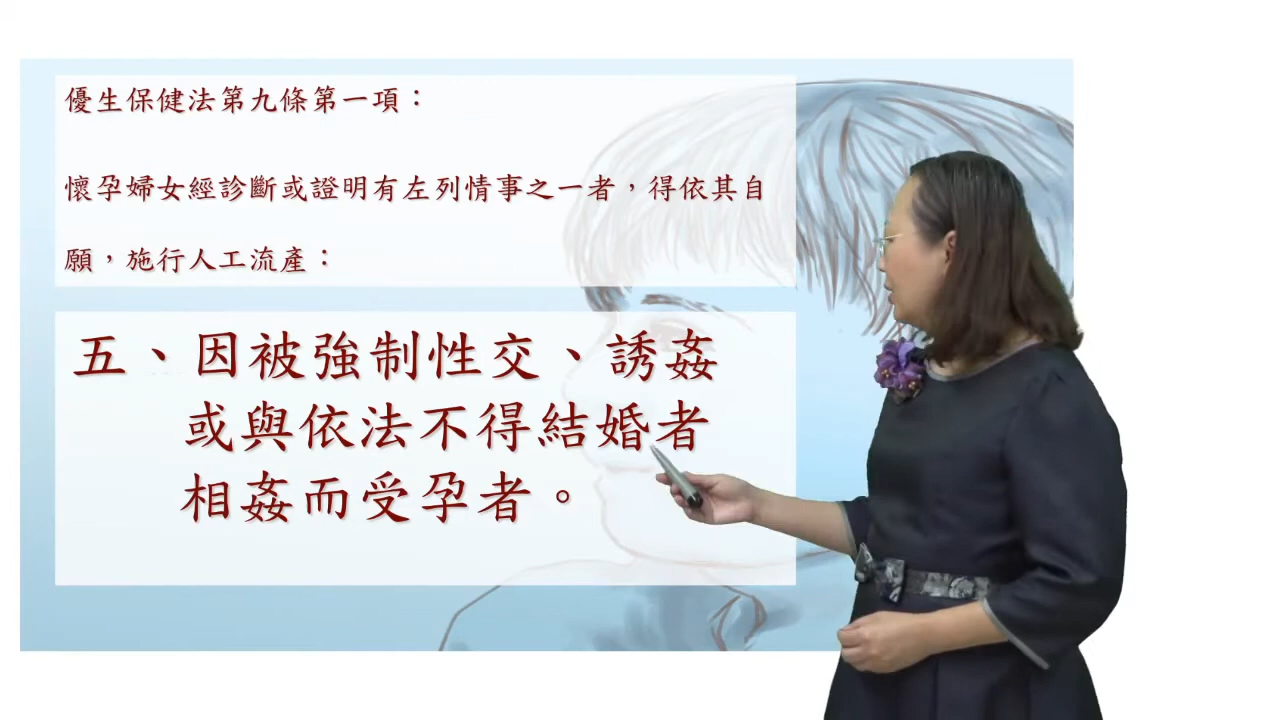 優生保健法第九條第一項：
懷孕婦女經診斷或證明有左列情事之一者，得依其自
願，施行人工流產：
五、因被強制性交、誘姦
或與依法不得結婚者
相姦而受孕者。